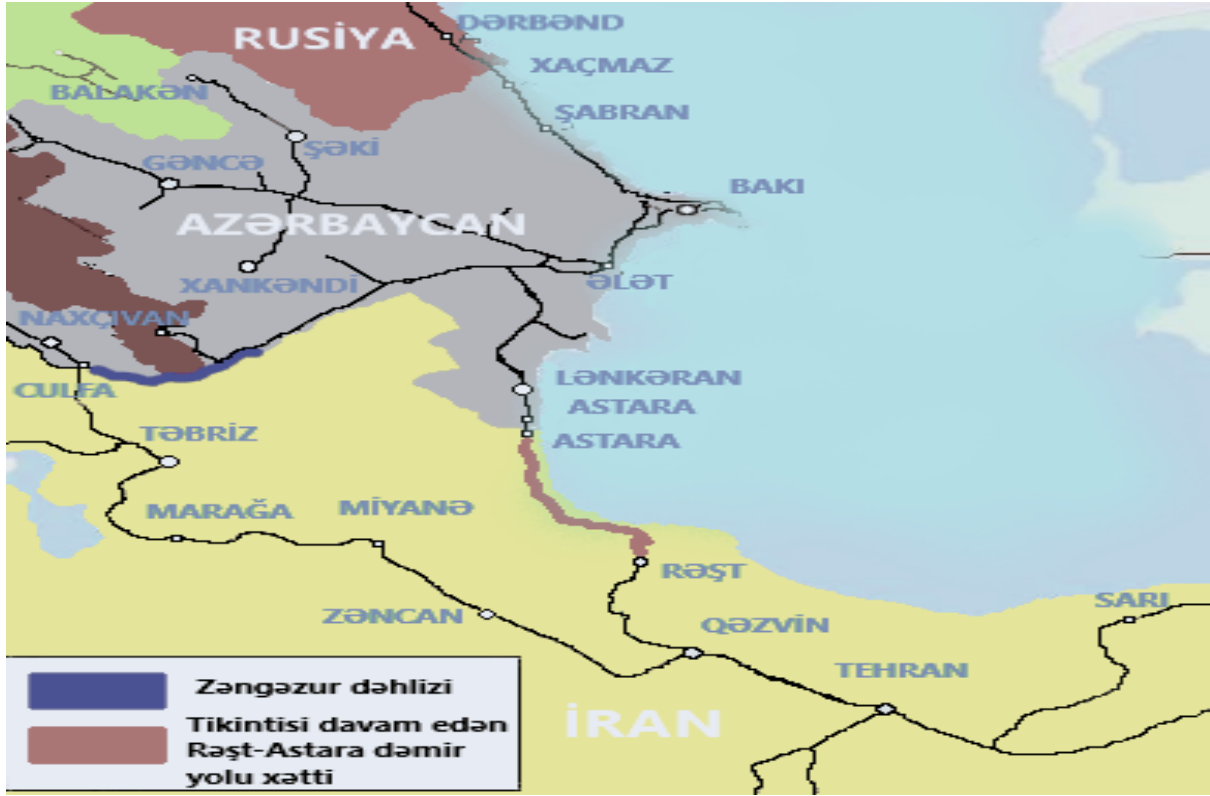 DƏRBƏND
RUSİYA
XAÇMAZ
BALAKƏN
ŞABRAN
ŞƏKİ
GƏNCƏ
BAKI
AZƏRBAYCAN
XANKƏNDİ
ƏLƏT
NAXÇIVAN
LƏNKƏRAN
CULFA
ASTARA
TƏBRİZ
ASTARA
MARAĞA
MİYANƏ
RƏŞT
ZƏNCAN
QƏZVİN
SARI
TEHRAN
İRAN
Zəngəzur dəhlizi
Tikintisi davam edən
Rəşt-Astara dəmir
yolu xətti